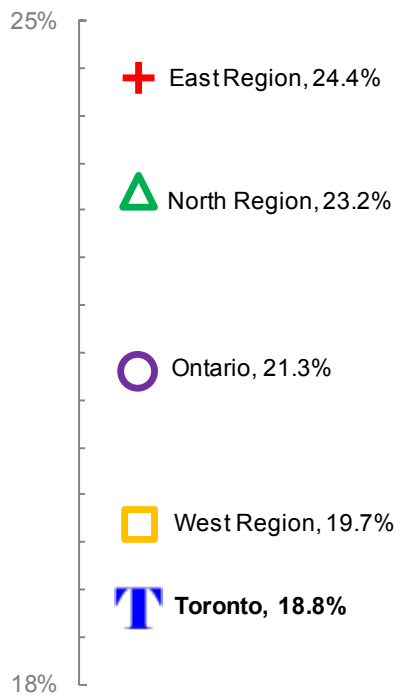 25%
East Region, 24.4%
North Region, 23.2%
Ontario, 21.3%
West Region, 19.7%
T Toronto, 18.8%
18%